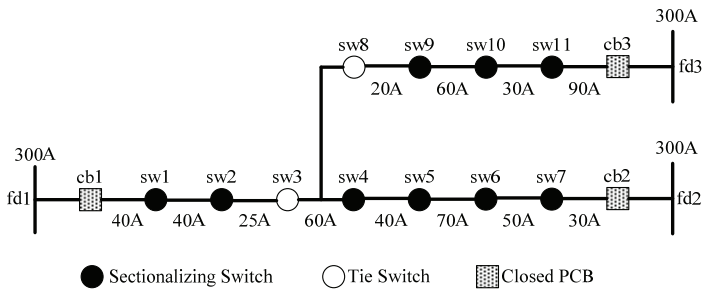 300A
sw8 sw9 sw10 sw11 cb3
fd3
20A 60A 30A 90A
300A 300A
cb1 sw1 sw2 sw3 sw4 sw5 sw6 sw7 cb2
fd1 fd2
40A 40A 25A 60A 40A 70A 50A 30A
Sectionalizing Switch Tie Switch Closed PCB